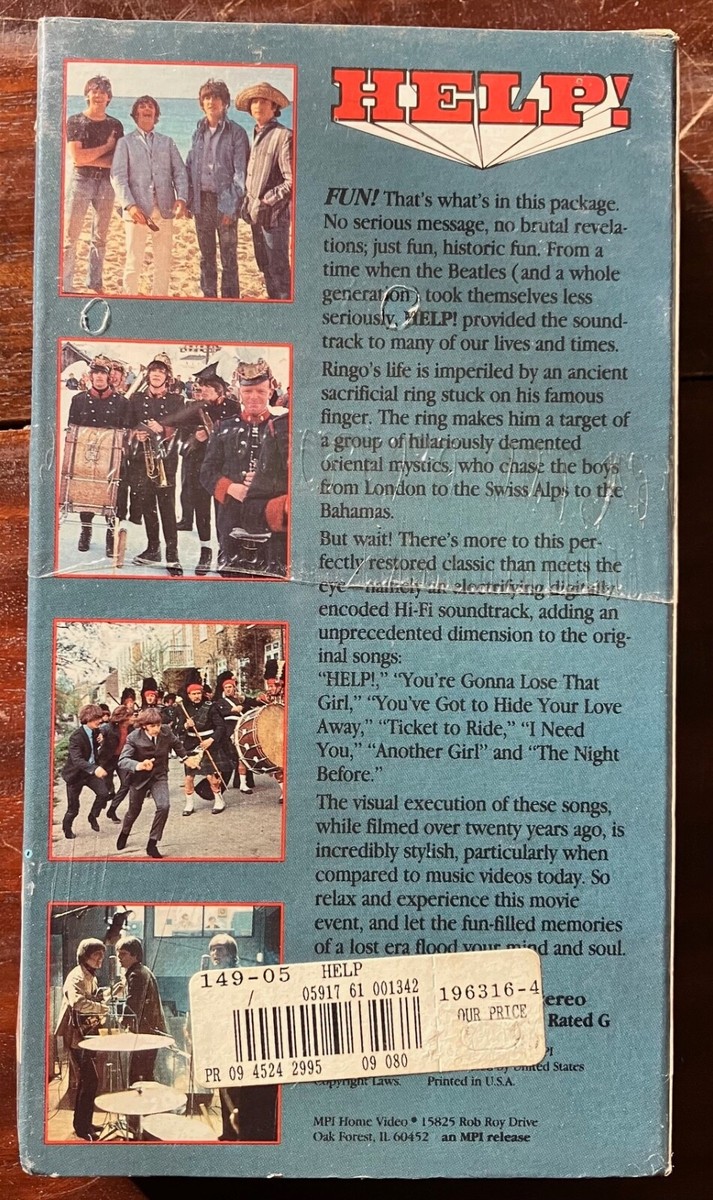 HELP!
FUN! That's what's in this package.
No serious message, no brutal revela-
tions; just fun, historic fun. From a
time when the Beatles (and a whole
generation) took themselves less
seriously, HELP! provided the sound-
track to many of our lives and times.
Ringo's life is imperiled by an ancient
sacrificial ring stuck on his famous
finger. The ring makes him a target of
a group of hilariously demented
oriental mystics, who chase the boys
from London to the Swiss Alps to the
Bahamas.
But wait! There's more to this per-
fectly restored classic than meets the
eye—namely an electrifying digitally
encoded Hi-Fi soundtrack, adding an
unprecedented dimension to the orig-
inal songs:
"HELP!," "You're Gonna Lose That
Girl," "You've Got to Hide Your Love
Away," "Ticket to Ride," "I Need
You," "Another Girl" and "The Night
Before."
The visual execution of these songs,
while filmed over twenty years ago, is
incredibly stylish, particularly when
compared to music videos today. So
relax and experience this movie
event, and let the fun-filled memories
of a lost era flood your mind and soul.
149-05 HELP
/ 05917 61 001342
196316-4
OUR PRICE
PR 09 4524 2995 09 080
Rated G
by United States
Copyright Laws. Printed in U.S.A.
MPI Home Video • 15825 Rob Roy Drive
Oak Forest, IL 60452 an MPI release